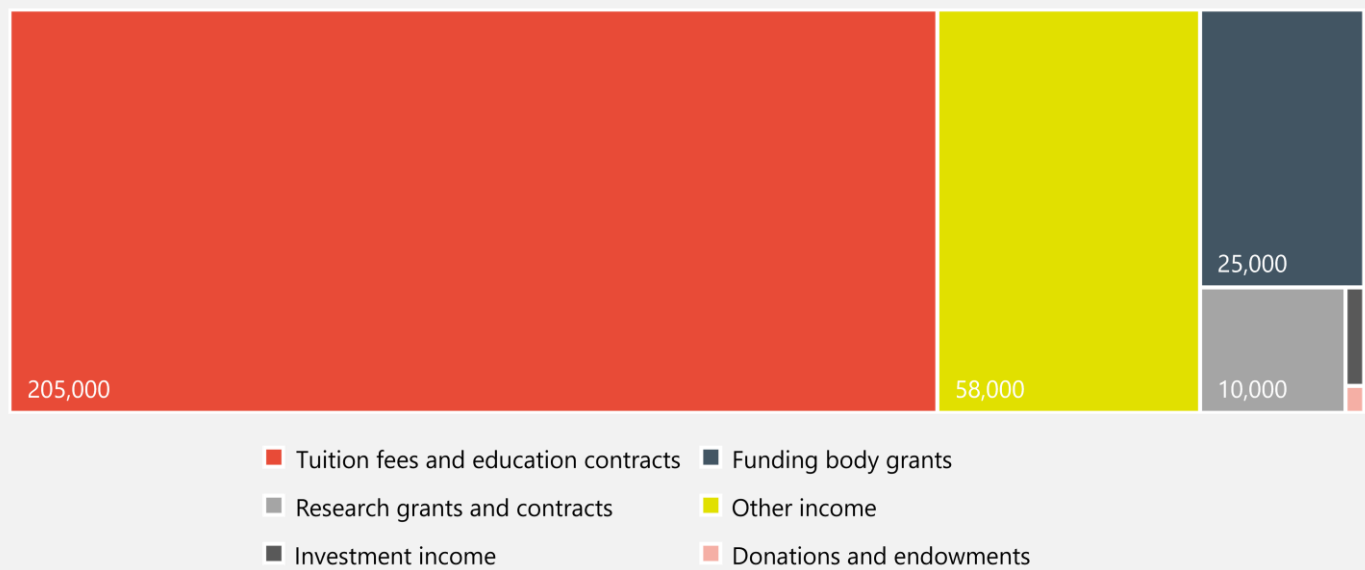 25,000
205,000
58,000
10,000
Tuition fees and education contracts
Funding body grants
Research grants and contracts
Other income
Investment income
Donations and endowments